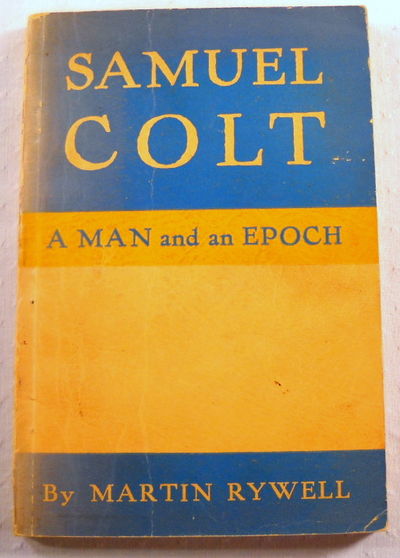 SAMUEL
COLT
A MAN and an EPOCH
By MARTIN RYWELL